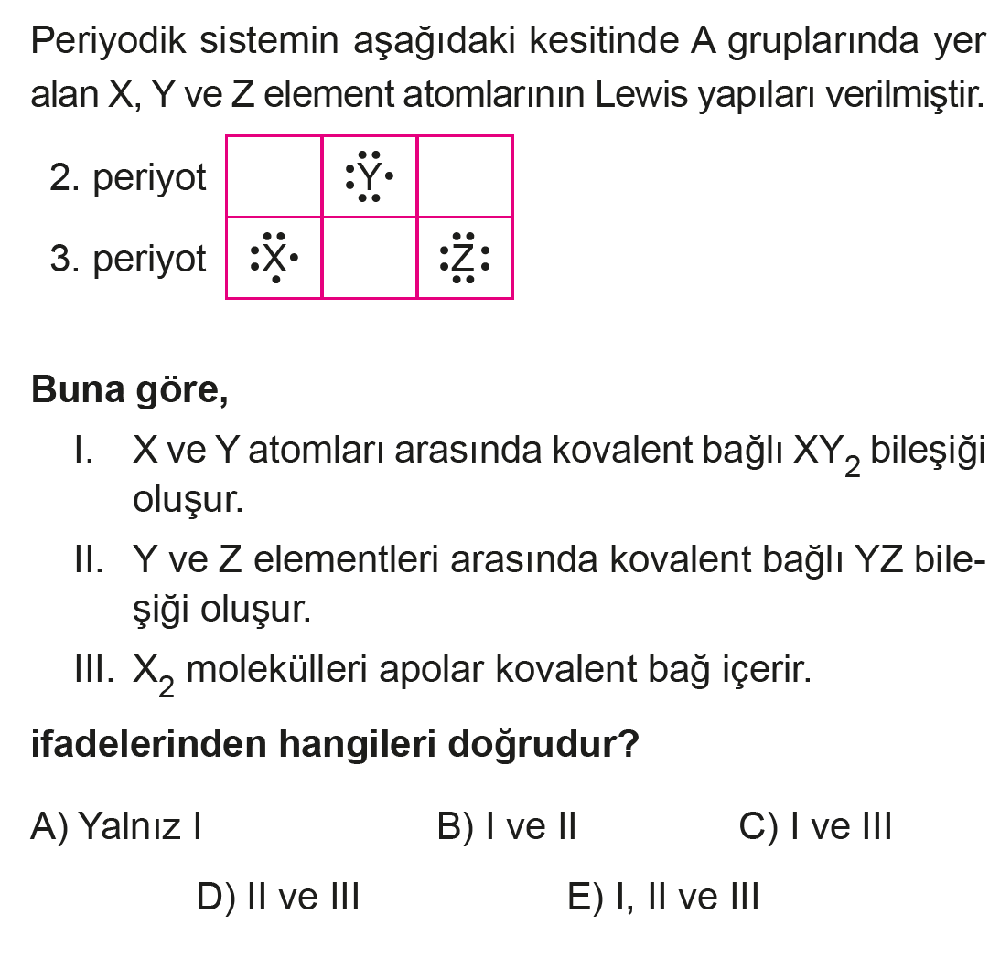 Periyodik sistemin aşağıdaki kesitinde A gruplarında yer
alan X, Y ve Z element atomlarının Lewis yapıları verilmiştir.
2. periyot
Y
3. periyot
X
Z
Buna göre,
I. X ve Y atomları arasında kovalent bağlı XY₂ bileşiği
oluşur.
II. Y ve Z elementleri arasında kovalent bağlı YZ bile-
şiği oluşur.
III. X₂ molekülleri apolar kovalent bağ içerir.
ifadelerinden hangileri doğrudur?
A) Yalnız I B) I ve II C) I ve III
D) II ve III E) I, II ve III